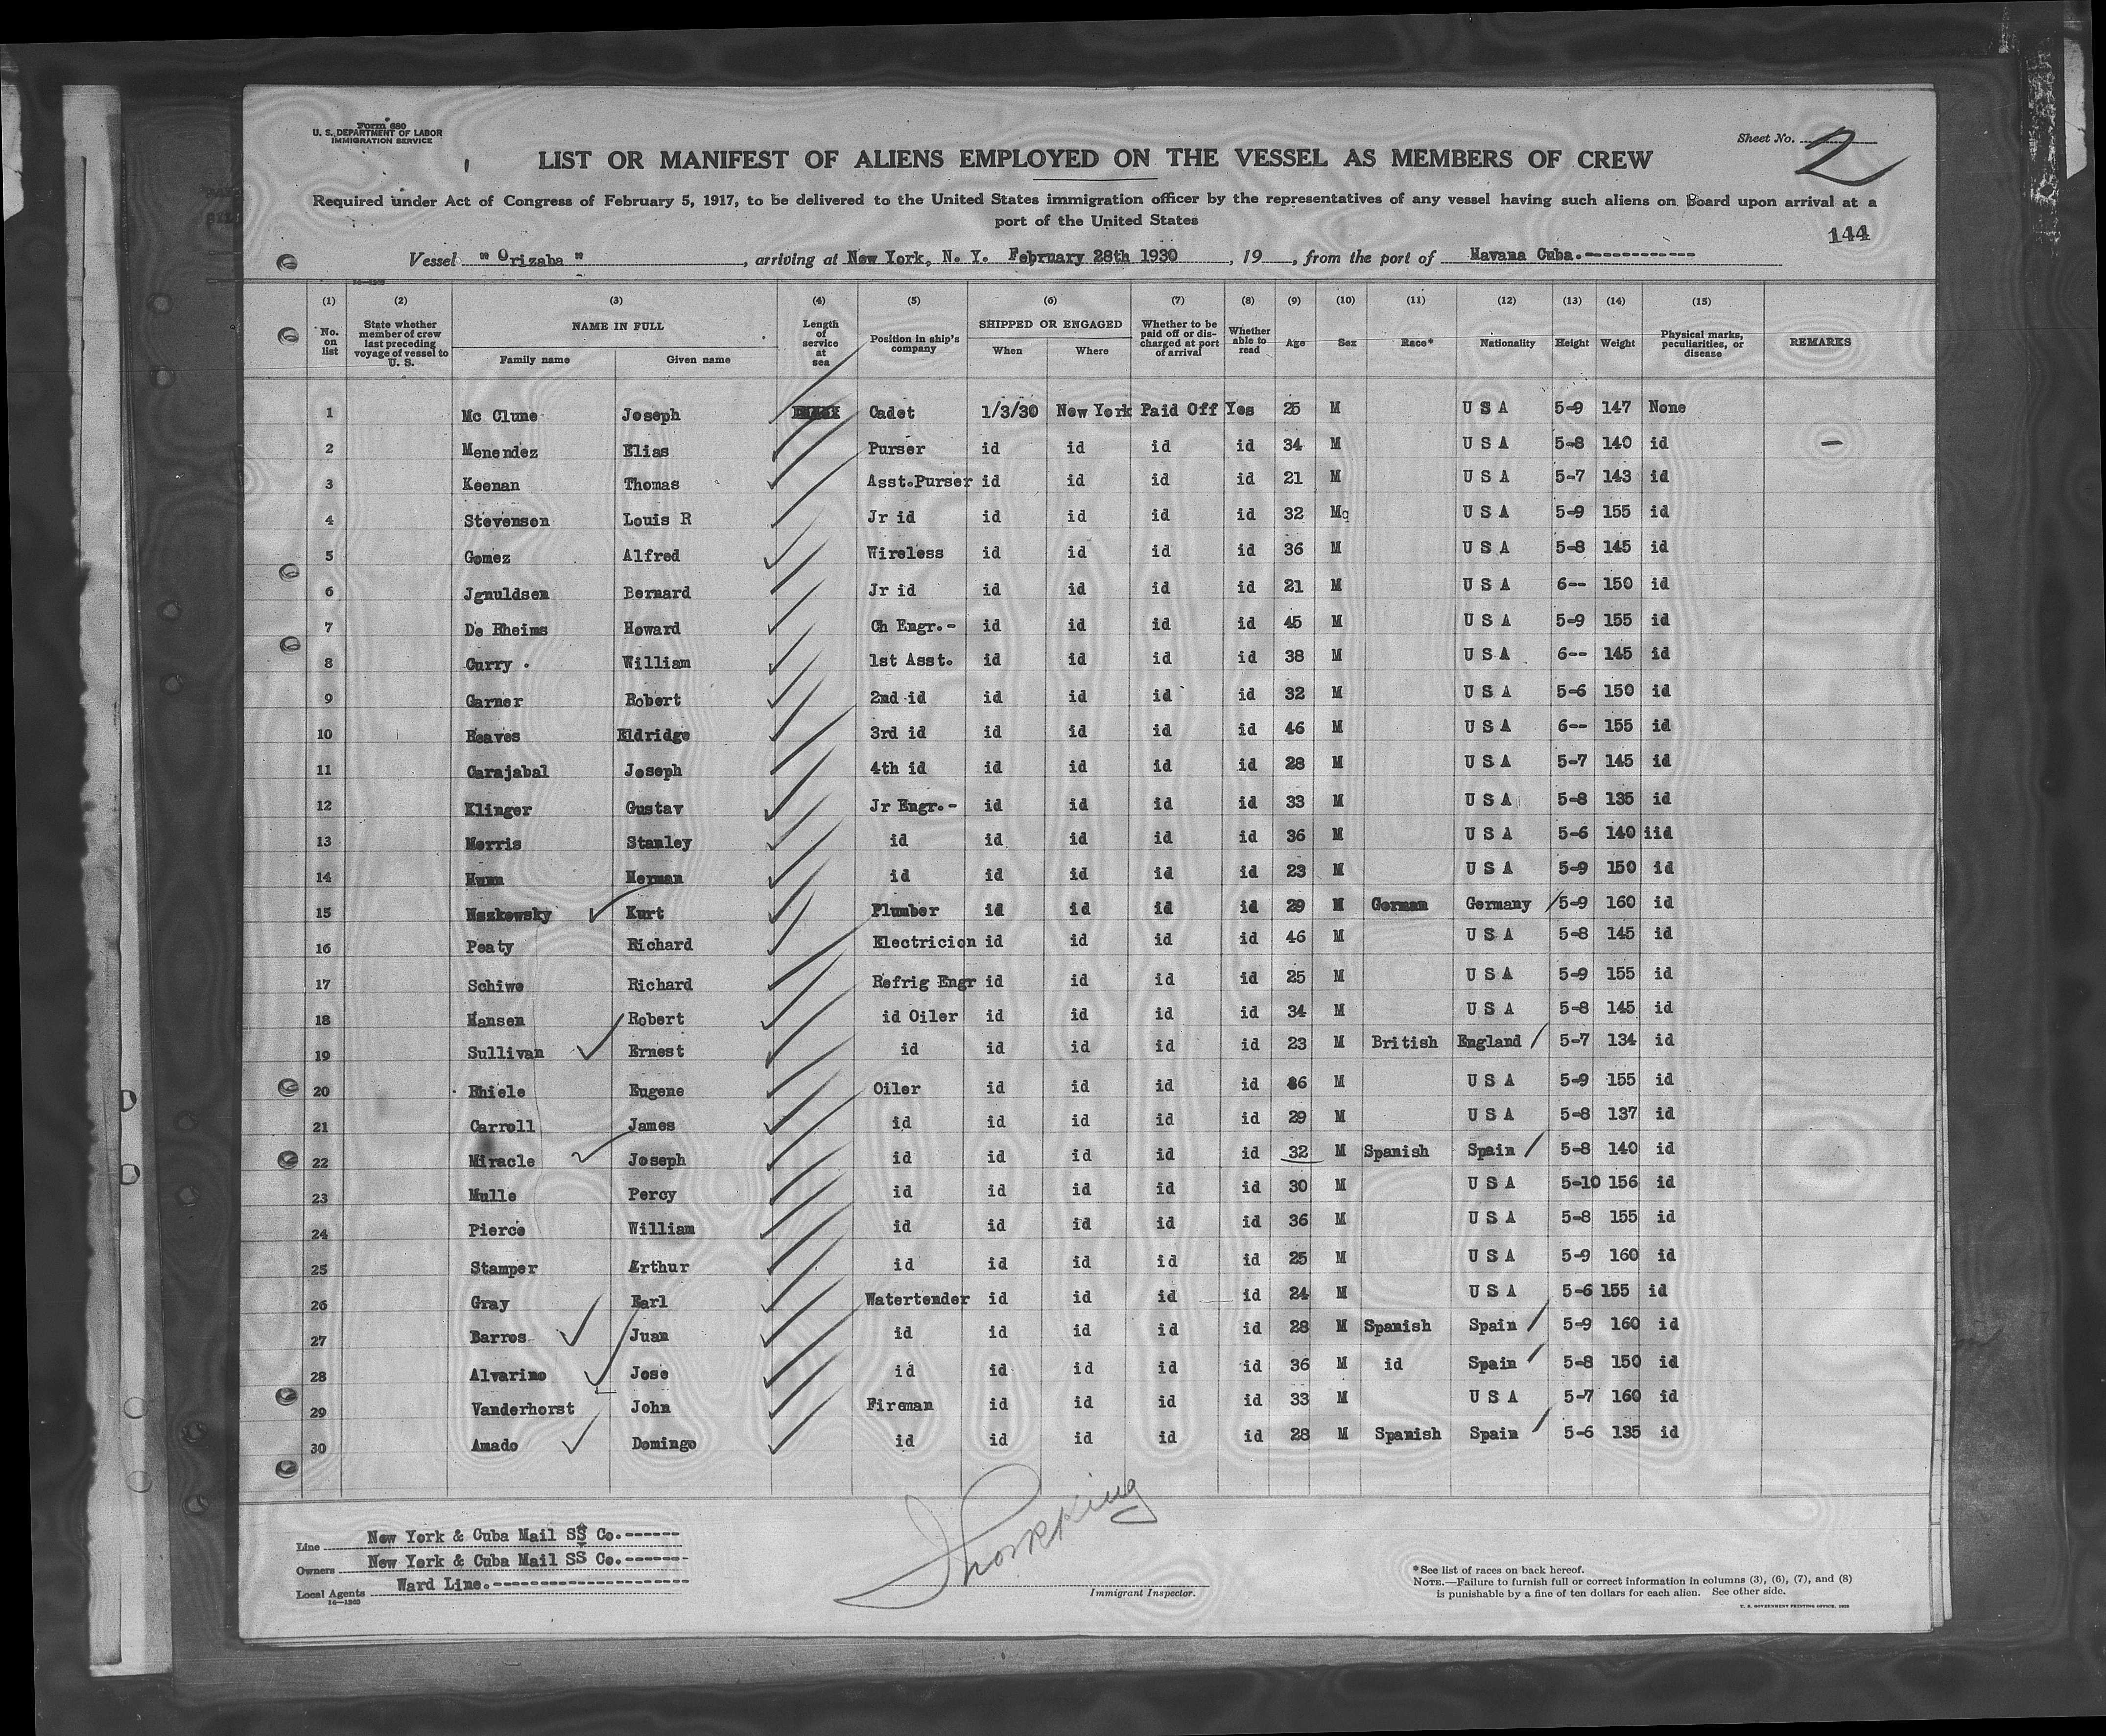 Form 680
U. S. DEPARTMENT OF LABOR
IMMIGRATION SERVICE
Sheet No. 2
LIST OR MANIFEST OF ALIENS EMPLOYED ON THE VESSEL AS MEMBERS OF CREW
Required under Act of Congress of February 5, 1917, to be delivered to the United States immigration officer by the representatives of any vessel having such aliens on Board upon arrival at a
port of the United States
144
Vessel " Orizaba ", arriving at New York, N. Y. February 28th 1930, 19, from the port of Havana Cuba.------------
(1) (2) (3) (4) (5) (6) (7) (8) (9) (10) (11) (12) (13) (14) (15)
No. on list State whether member of crew last preceding voyage of vessel to U. S. NAME IN FULL Family name Given name Length of service at sea Position in ship's company SHIPPED OR ENGAGED When Where Whether to be paid off or discharged at port of arrival Whether able to read Age Sex Race* Nationality Height Weight Physical marks, peculiarities, or disease REMARKS
1 Mc Clune Joseph Cadet 1/3/30 New York Paid Off Yes 25 M U S A 5-9 147 None
2 Menendez Elias Purser id id id id 34 M U S A 5-8 140 id —
3 Keenan Thomas Asst.Purser id id id id 21 M U S A 5-7 143 id
4 Stevenson Louis R Jr id id id id id 32 M U S A 5-9 155 id
5 Gomez Alfred Wireless id id id id 36 M U S A 5-8 145 id
6 Jgnuldsen Bernard Jr id id id id id 21 M U S A 6-- 150 id
7 De Rheims Howard Ch Engr.- id id id id 45 M U S A 5-9 155 id
8 Curry . William 1st Asst. id id id id 38 M U S A 6-- 145 id
9 Garner Robert 2nd id id id id id 32 M U S A 5-6 150 id
10 Reaves Eldridge 3rd id id id id id 46 M U S A 6-- 155 id
11 Carajabal Joseph 4th id id id id id 28 M U S A 5-7 145 id
12 Klinger Gustav Jr Engr.- id id id id 33 M U S A 5-8 135 id
13 Morris Stanley id id id id id 36 M U S A 5-6 140 iid
14 Herman id id id id id 23 M U S A 5-9 150 id
15 Kurt Plumber id id id id 29 M German Germany 5-9 160 id
16 Peaty Richard Electricion id id id id 46 M U S A 5-8 145 id
17 Schiwe Richard Refrig Engr id id id id 25 M U S A 5-9 155 id
18 Hansen Robert id Oiler id id id id 34 M U S A 5-8 145 id
19 Sullivan Ernest id id id id id 23 M British England 5-7 134 id
20 Rhiele Eugene Oiler id id id id M U S A 5-9 155 id
21 Carroll James id id id id id 29 M U S A 5-8 137 id
22 Miracle Joseph id id id id id 32 M Spanish Spain 5-8 140 id
23 Mulle Percy id id id id id 30 M U S A 5-10 156 id
24 Pierce William id id id id id 36 M U S A 5-8 155 id
25 Stamper Arthur id id id id id 25 M U S A 5-9 160 id
26 Gray Earl Watertender id id id id 24 M U S A 5-6 155 id
27 Barros Juan id id id id id 28 M Spanish Spain 5-9 160 id
28 Alvarino Jose id id id id id 36 M id Spain 5-8 150 id
29 Vanderhorst John Fireman id id id id 33 M U S A 5-7 160 id
30 Amado Domingo id id id id id 28 M Spanish Spain 5-6 135 id
Line New York & Cuba Mail SS Co.------
Owners New York & Cuba Mail SS Co.-------
Local Agents Ward Line.--------------------
14—1240
Immigrant Inspector.
*See list of races on back hereof.
NOTE.—Failure to furnish full or correct information in columns (3), (6), (7), and (8)
is punishable by a fine of ten dollars for each alien. See other side.